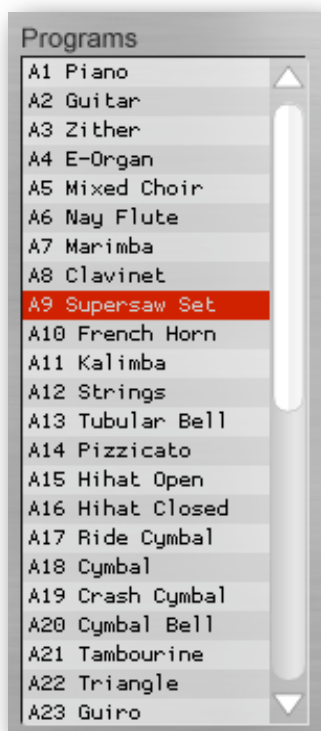 Programs
A1 Piano
A2 Guitar
A3 Zither
A4 E-Organ
A5 Mixed Choir
A6 Nay Flute
A7 Marimba
A8 Clavinet
A9 Supersaw Set
A10 French Horn
A11 Kalimba
A12 Strings
A13 Tubular Bell
A14 Pizzicato
A15 Hihat Open
A16 Hihat Closed
A17 Ride Cymbal
A18 Cymbal
A19 Crash Cymbal
A20 Cymbal Bell
A21 Tambourine
A22 Triangle
A23 Guiro